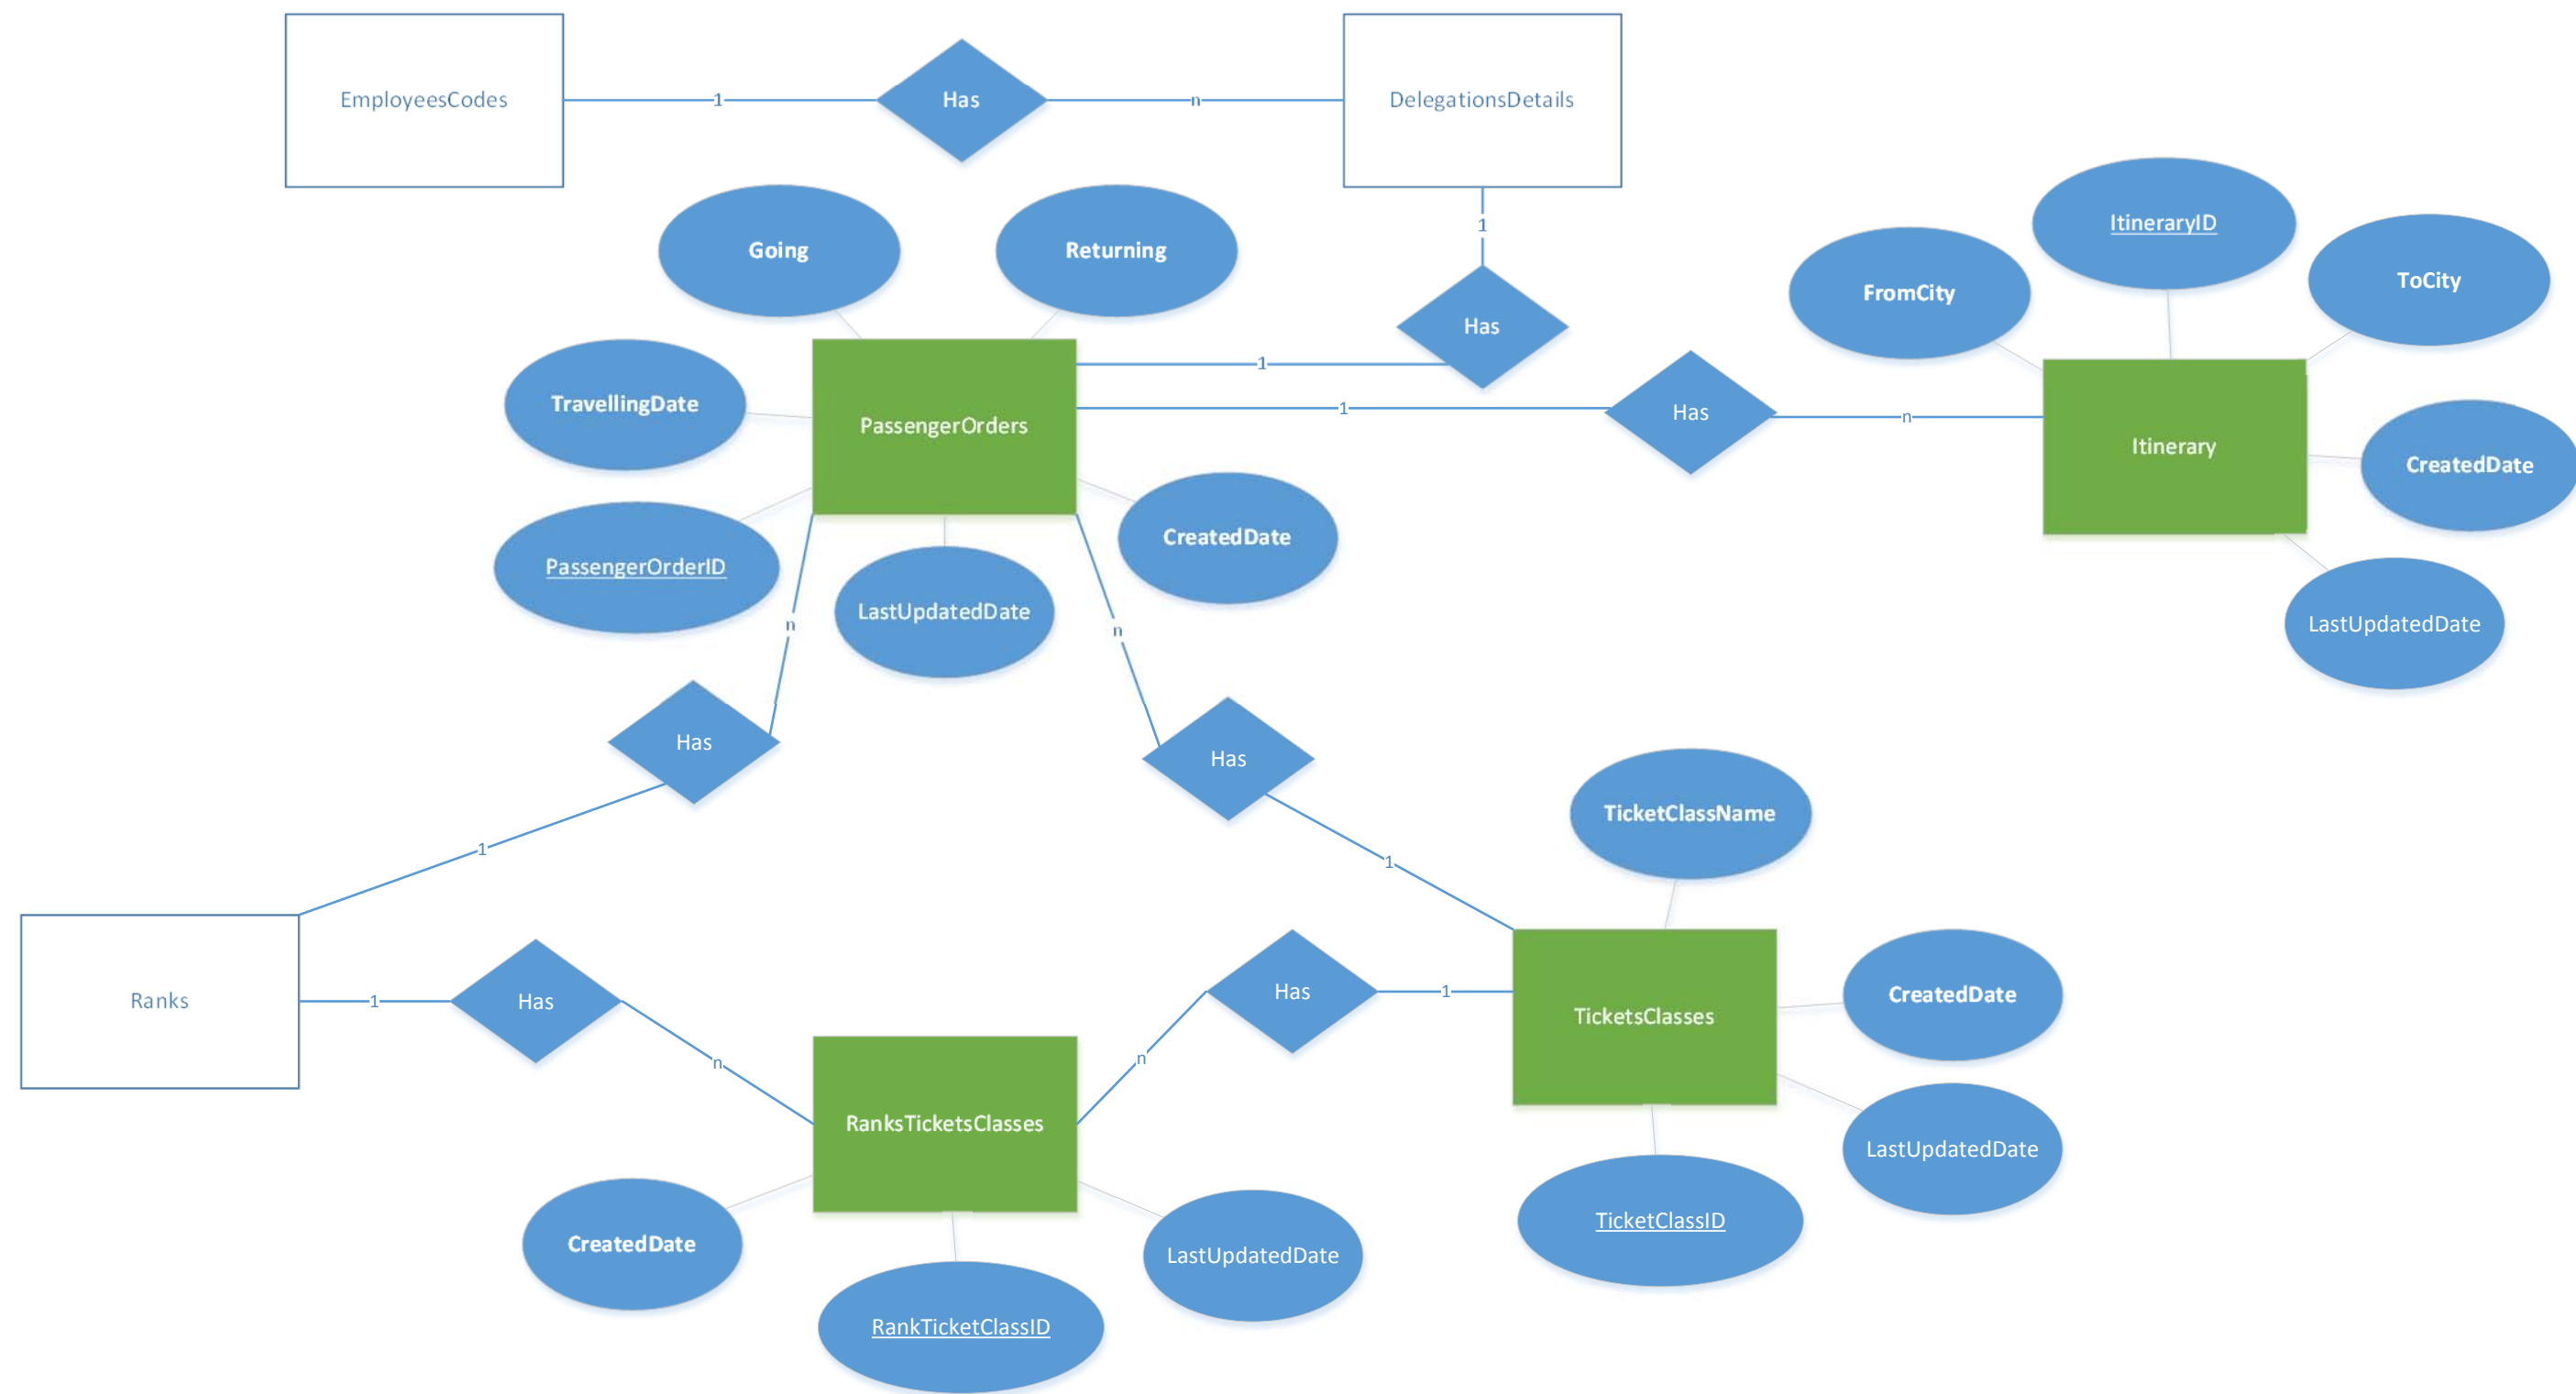 EmployeesCodes
1
Has
n
DelegationsDetails
1
Going
Returning
ItineraryID
FromCity
ToCity
Has
1
TravellingDate
PassengerOrders
1
Has
n
Itinerary
CreatedDate
PassengerOrderID
CreatedDate
LastUpdatedDate
LastUpdatedDate
n
n
Has
Has
TicketClassName
1
1
Ranks
1
Has
Has
1
TicketsClasses
CreatedDate
n
n
RanksTicketsClasses
LastUpdatedDate
CreatedDate
LastUpdatedDate
TicketClassID
RankTicketClassID